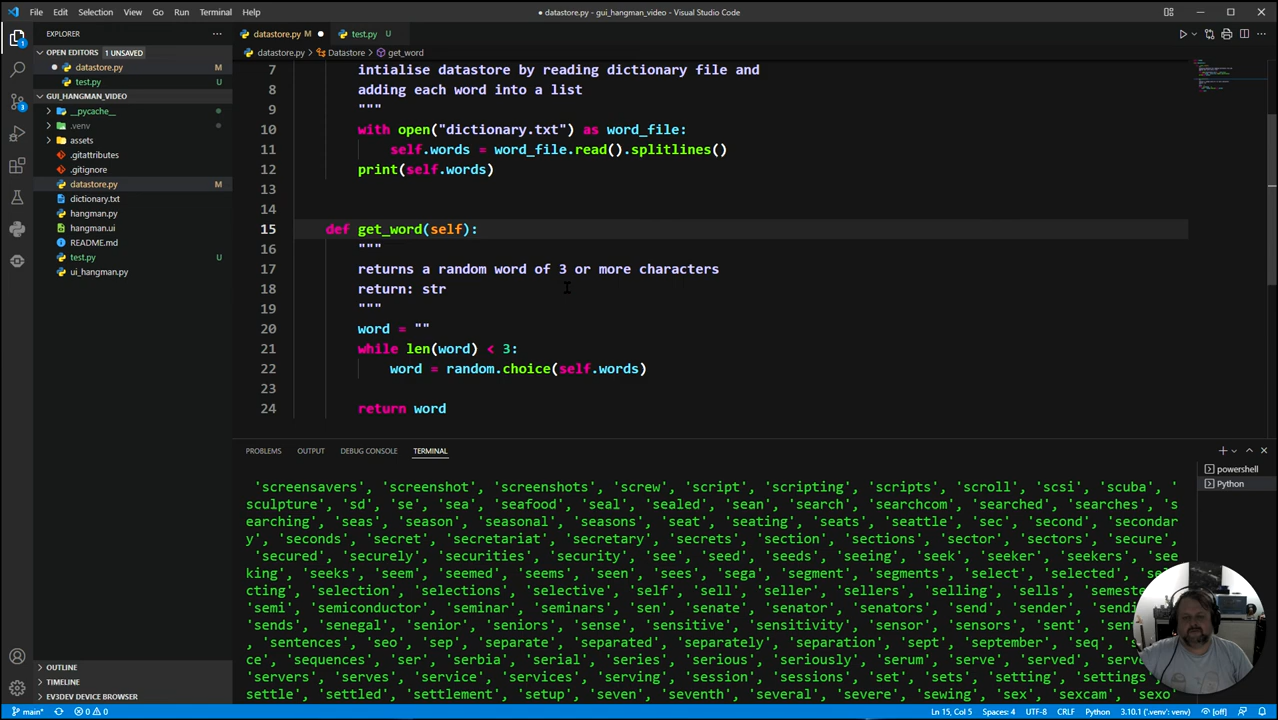 File Edit Selection View Go Run Terminal Help
● datastore.py - gui_hangman_video - Visual Studio Code
EXPLORER
datastore.py M ●
test.py U
OPEN EDITORS 1 UNSAVED
datastore.py > Datastore > get_word
datastore.py M
test.py U
GUI_HANGMAN_VIDEO
__pycache__
.venv
assets
.gitattributes
.gitignore
datastore.py M
dictionary.txt
hangman.py
hangman.ui
README.md
test.py U
ui_hangman.py
OUTLINE
TIMELINE
EV3DEV DEVICE BROWSER
7 intialise datastore by reading dictionary file and
8 adding each word into a list
9 """
10 with open("dictionary.txt") as word_file:
11 self.words = word_file.read().splitlines()
12 print(self.words)
13
14
15 def get_word(self):
16 """
17 returns a random word of 3 or more characters
18 return: str
19 """
20 word = ""
21 while len(word) < 3:
22 word = random.choice(self.words)
23
24 return word
PROBLEMS OUTPUT DEBUG CONSOLE TERMINAL
powershell
Python
'screensavers', 'screenshot', 'screenshots', 'screw', 'script', 'scripting', 'scripts', 'scroll', 'scsi', 'scuba', '
sculpture', 'sd', 'se', 'sea', 'seafood', 'seal', 'sealed', 'sean', 'search', 'searchcom', 'searched', 'searches', 's
earching', 'seas', 'season', 'seasonal', 'seasons', 'seat', 'seating', 'seats', 'seattle', 'sec', 'second', 'secondar
y', 'seconds', 'secret', 'secretariat', 'secretary', 'secrets', 'section', 'sections', 'sector', 'sectors', 'secure',
'secured', 'securely', 'securities', 'security', 'see', 'seed', 'seeds', 'seeing', 'seek', 'seeker', 'seekers', 'see
king', 'seeks', 'seem', 'seemed', 'seems', 'seen', 'sees', 'sega', 'segment', 'segments', 'select', 'selected',
cting', 'selection', 'selections', 'selective', 'self', 'sell', 'seller', 'sellers', 'selling', 'sells',
'semi', 'semiconductor', 'seminar', 'seminars', 'sen', 'senate', 'senator', 'senators', 'send', 'sender',
'sends', 'senegal', 'senior', 'seniors', 'sense', 'sensitive', 'sensitivity', 'sensor', 'sensors', 'sent',
, 'sentences', 'seo', 'sep', 'separate', 'separated', 'separately', 'separation', 'sept', 'september', 'seq',
ce', 'sequences', 'ser', 'serbia', 'serial', 'series', 'serious', 'seriously', 'serum', 'serve', 'served',
'servers', 'serves', 'service', 'services', 'serving', 'session', 'sessions', 'set', 'sets', 'setting', 'settings',
'settle', 'settled', 'settlement', 'setup', 'seven', 'seventh', 'several', 'severe', 'sewing', 'sex', 'sexcam', 'sexo'
main* 0 0 Ln 15, Col 5 Spaces: 4 UTF-8 CRLF Python 3.10.1 ('.venv': venv) [off]